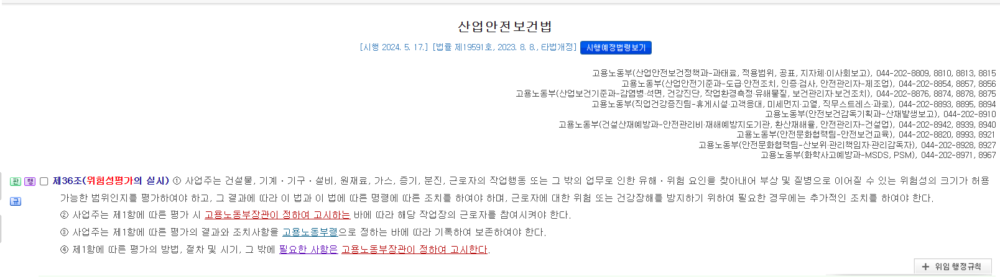 산업안전보건법
[시행 2024. 5. 17.] [법률 제19591호, 2023. 8. 8., 타법개정] 시행예정법령보기
고용노동부(산업안전보건정책과-과태료, 적용범위, 공표, 지자체·이사회보고), 044-202-8809, 8810, 8813, 8815
고용노동부(산업안전기준과-도급·안전조치, 인증·검사, 안전관리자-제조업), 044-202-8854, 8857, 8856
고용노동부(산업보건기준과-감염병·석면, 건강진단, 작업환경측정·유해물질, 보건관리자·보건조치), 044-202-8876, 8874, 8878, 8875
고용노동부(직업건강증진팀-휴게시설·고객응대, 미세먼지·고열, 직무스트레스·과로), 044-202-8893, 8895, 8894
고용노동부(안전보건감독기획과-산재발생보고), 044-202-8910
고용노동부(건설산재예방과-안전관리비·재해예방지도기관, 환산재해율, 안전관리자-건설업), 044-202-8942, 8939, 8940
고용노동부(안전문화협력팀-안전보건교육), 044-202-8820, 8993, 8921
고용노동부(안전문화협력팀-산보위·관리책임자·관리감독자), 044-202-8928, 8927
고용노동부(화학사고예방과-MSDS, PSM), 044-202-8971, 8967
판 행 제36조(위험성평가의 실시) ① 사업주는 건설물, 기계ㆍ기구ㆍ설비, 원재료, 가스, 증기, 분진, 근로자의 작업행동 또는 그 밖의 업무로 인한 유해ㆍ위험 요인을 찾아내어 부상 및 질병으로 이어질 수 있는 위험성의 크기가 허용
규 가능한 범위인지를 평가하여야 하고, 그 결과에 따라 이 법과 이 법에 따른 명령에 따른 조치를 하여야 하며, 근로자에 대한 위험 또는 건강장해를 방지하기 위하여 필요한 경우에는 추가적인 조치를 하여야 한다.
② 사업주는 제1항에 따른 평가 시 고용노동부장관이 정하여 고시하는 바에 따라 해당 작업장의 근로자를 참여시켜야 한다.
③ 사업주는 제1항에 따른 평가의 결과와 조치사항을 고용노동부령으로 정하는 바에 따라 기록하여 보존하여야 한다.
④ 제1항에 따른 평가의 방법, 절차 및 시기, 그 밖에 필요한 사항은 고용노동부장관이 정하여 고시한다.
+ 위임 행정규칙